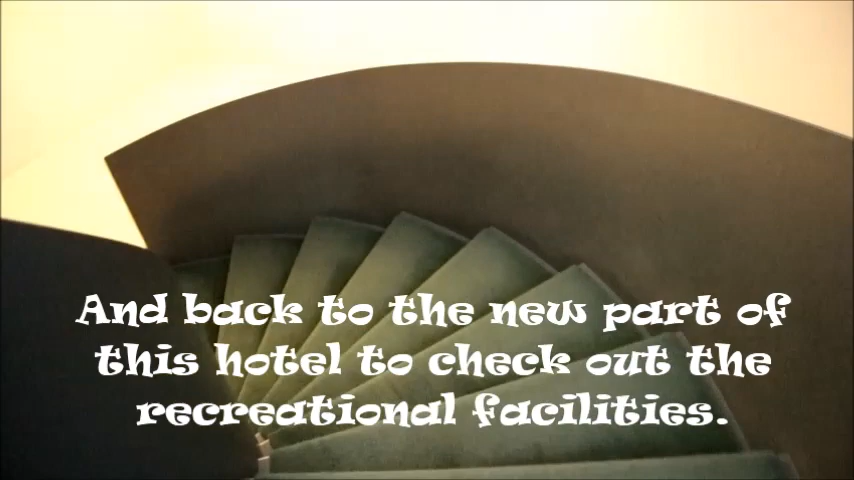 And back to the new part of
this hotel to check out the
recreational facilities.